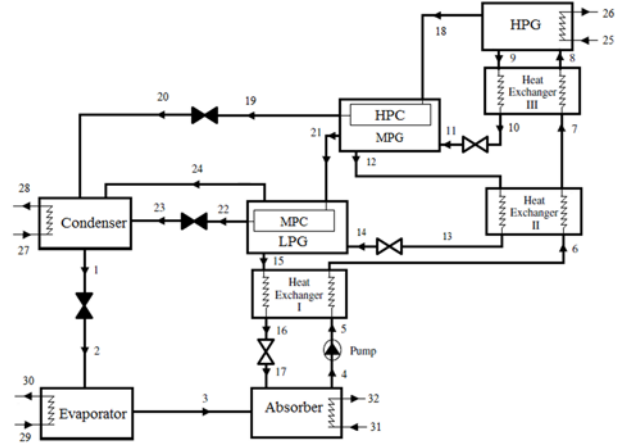 26
HPG
25
18
9
8
Heat
Exchanger
III
20
19
HPC
MPG
21
11
10
7
12
24
28
Condenser
27
23
22
MPC
LPG
14
13
Heat
Exchanger
II
15
6
1
Heat
Exchanger
I
16
5
Pump
2
17
4
30
Evaporator
29
3
Absorber
32
31